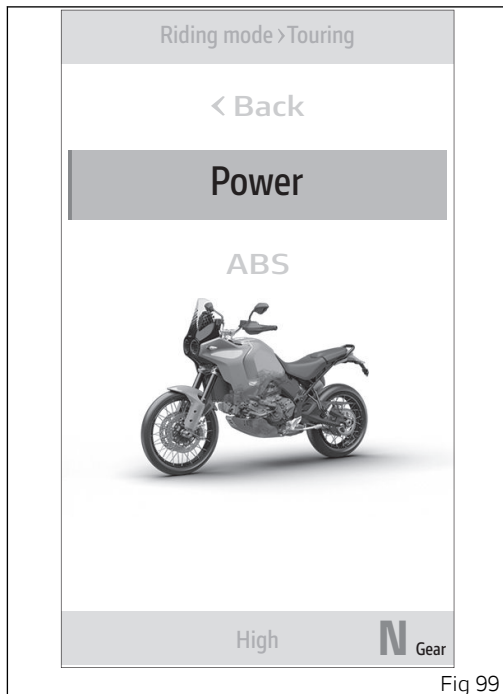 Riding mode ›Touring
‹ Back
Power
ABS
High
N Gear
Fig 99